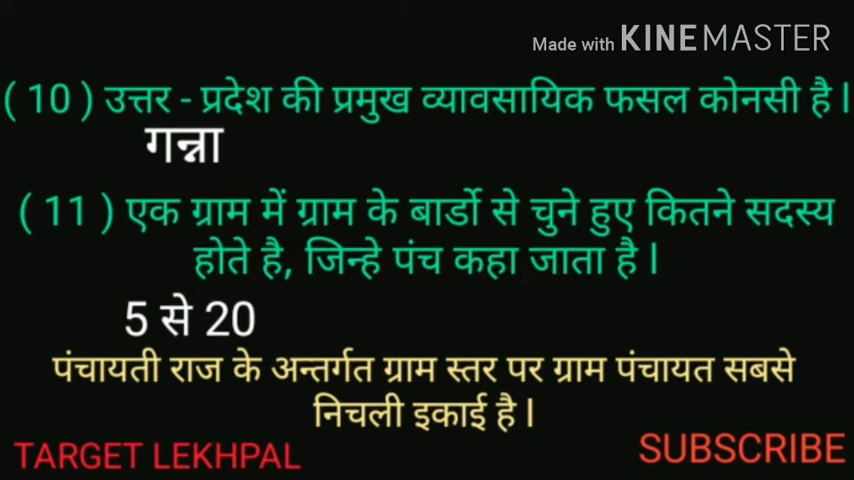 Made with KINEMASTER
( 10 ) उत्तर - प्रदेश की प्रमुख व्यावसायिक फसल कोनसी है l
गन्ना
( 11 ) एक ग्राम में ग्राम के बार्डो से चुने हुए कितने सदस्य
होते है, जिन्हे पंच कहा जाता है l
5 से 20
पंचायती राज के अन्तर्गत ग्राम स्तर पर ग्राम पंचायत सबसे
निचली इकाई है l
TARGET LEKHPAL
SUBSCRIBE